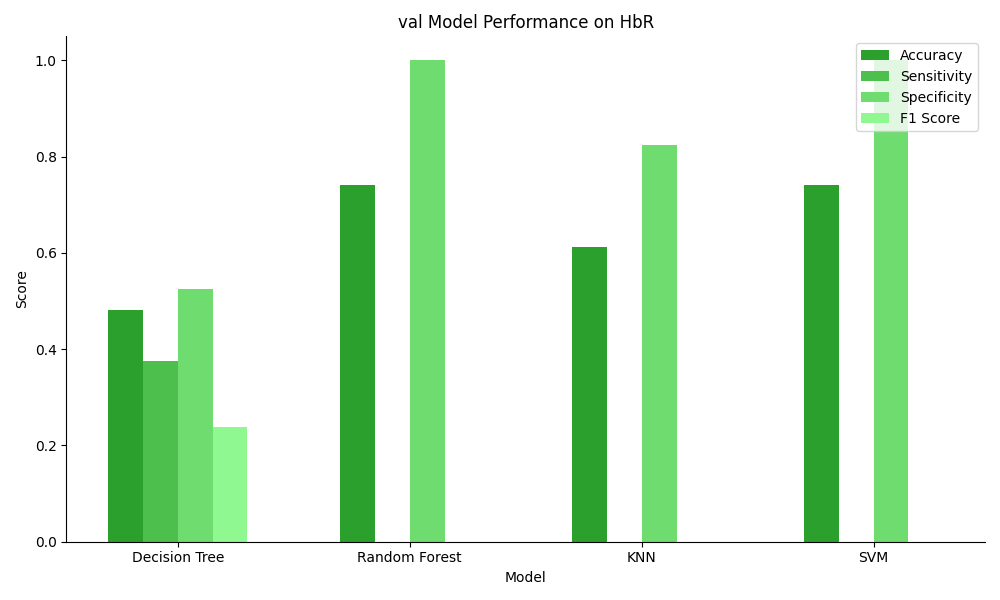 val Model Performance on HbR
Accuracy
Sensitivity
Specificity
F1 Score
Score
1.0
0.8
0.6
0.4
0.2
0.0
Decision Tree
Random Forest
KNN
SVM
Model